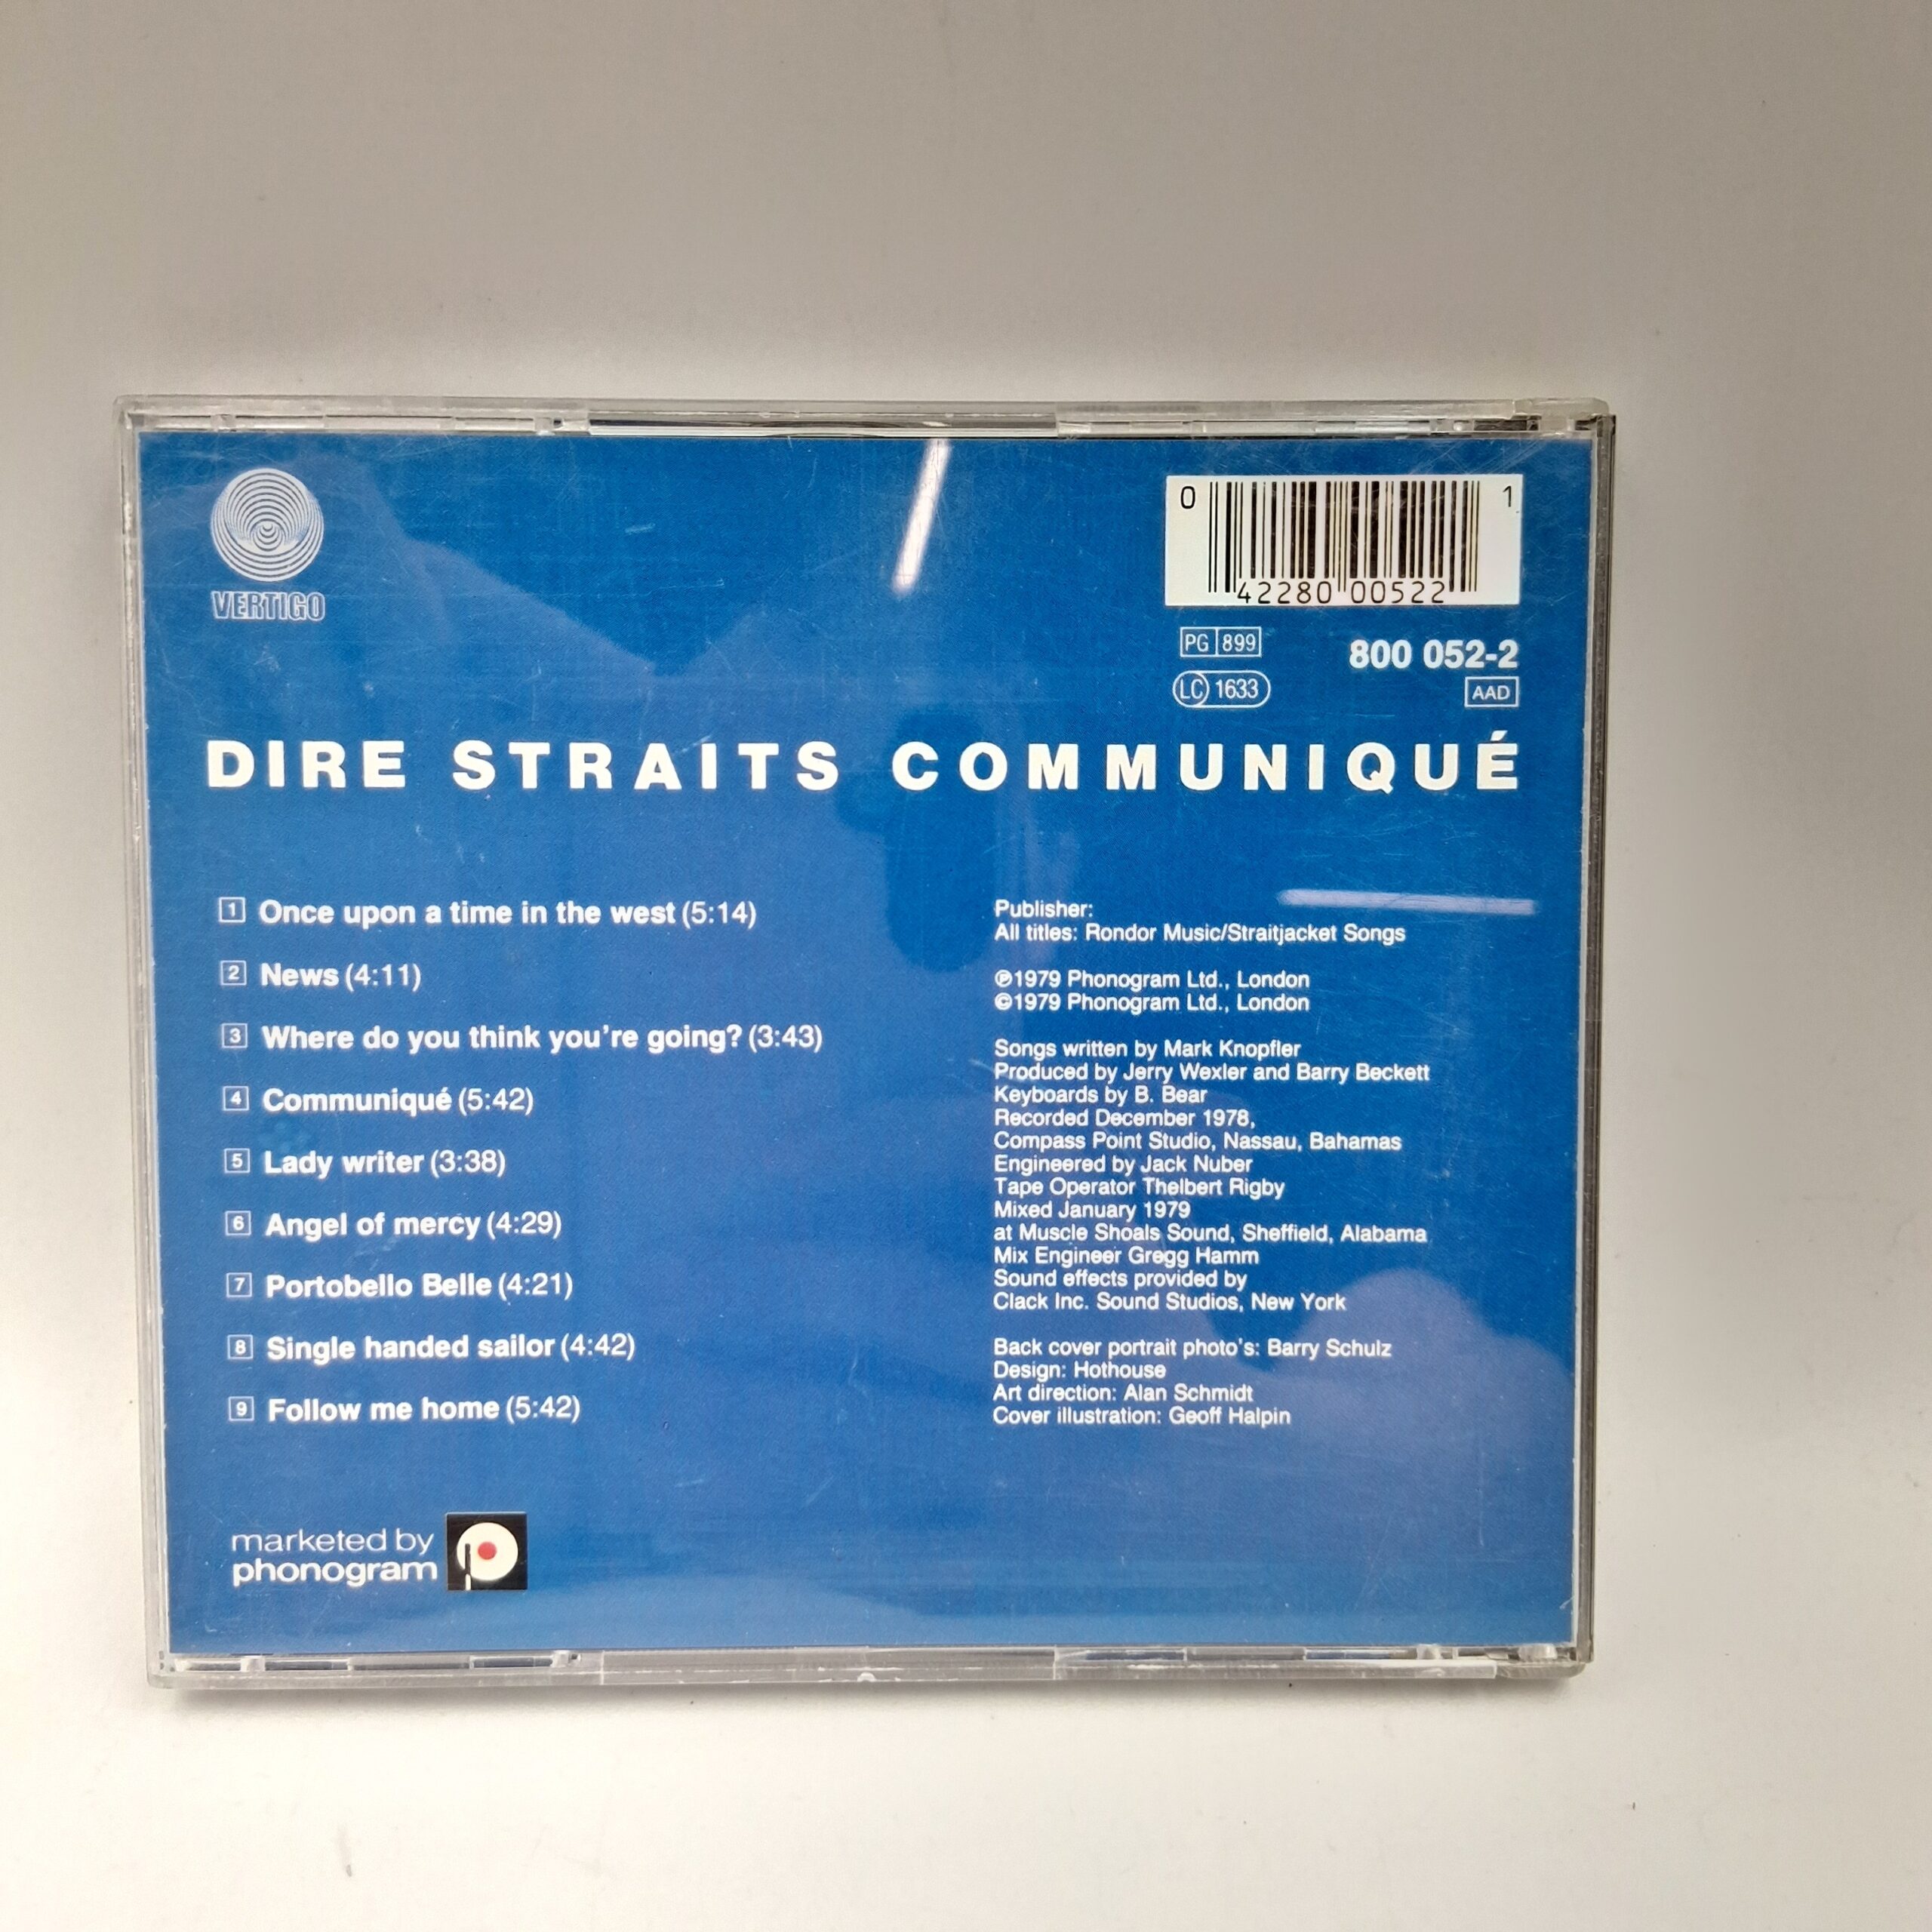 VERTIGO
0 1
42280 00522
PG 899
800 052-2
LC 1633
AAD
DIRE STRAITS COMMUNIQUÉ
1 Once upon a time in the west (5:14)
2 News (4:11)
3 Where do you think you're going? (3:43)
4 Communiqué (5:42)
5 Lady writer (3:38)
6 Angel of mercy (4:29)
7 Portobello Belle (4:21)
8 Single handed sailor (4:42)
9 Follow me home (5:42)
Publisher:
All titles: Rondor Music/Straitjacket Songs
℗1979 Phonogram Ltd., London
©1979 Phonogram Ltd., London
Songs written by Mark Knopfler
Produced by Jerry Wexler and Barry Beckett
Keyboards by B. Bear
Recorded December 1978,
Compass Point Studio, Nassau, Bahamas
Engineered by Jack Nuber
Tape Operator Thelbert Rigby
Mixed January 1979
at Muscle Shoals Sound, Sheffield, Alabama
Mix Engineer Gregg Hamm
Sound effects provided by
Clack Inc. Sound Studios, New York
Back cover portrait photo's: Barry Schulz
Design: Hothouse
Art direction: Alan Schmidt
Cover illustration: Geoff Halpin
marketed by
phonogram